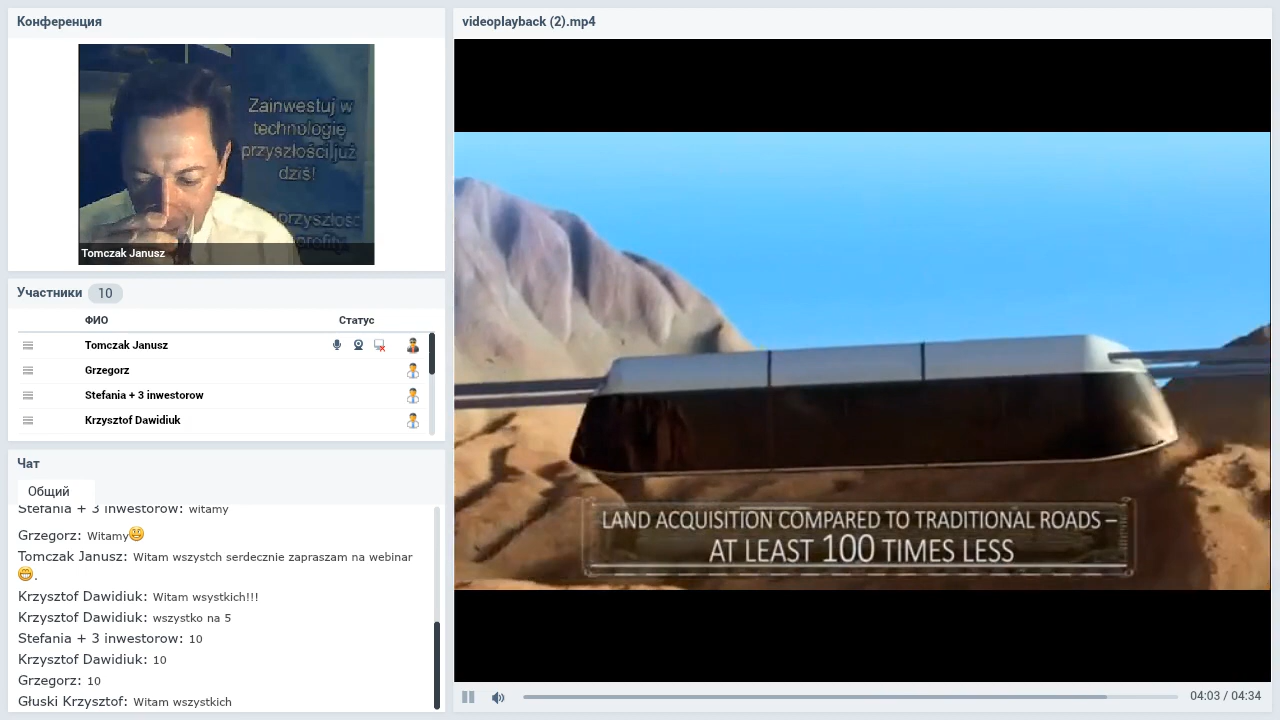 Конференция
Zainwestuj w
technologię
przyszłości już
dziś!
Tomczak Janusz
Участники 10
ФИО Статус
Tomczak Janusz
Grzegorz
Stefania + 3 inwestorow
Krzysztof Dawidiuk
Чат
Общий
Stefania + 3 inwestorow: witamy
Grzegorz: Witamy
Tomczak Janusz: Witam wszystch serdecznie zapraszam na webinar
.
Krzysztof Dawidiuk: Witam wsystkich!!!
Krzysztof Dawidiuk: wszystko na 5
Stefania + 3 inwestorow: 10
Krzysztof Dawidiuk: 10
Grzegorz: 10
Głuski Krzysztof: Witam wszystkich
videoplayback (2).mp4
LAND ACQUISITION COMPARED TO TRADITIONAL ROADS –
AT LEAST 100 TIMES LESS
04:03 / 04:34